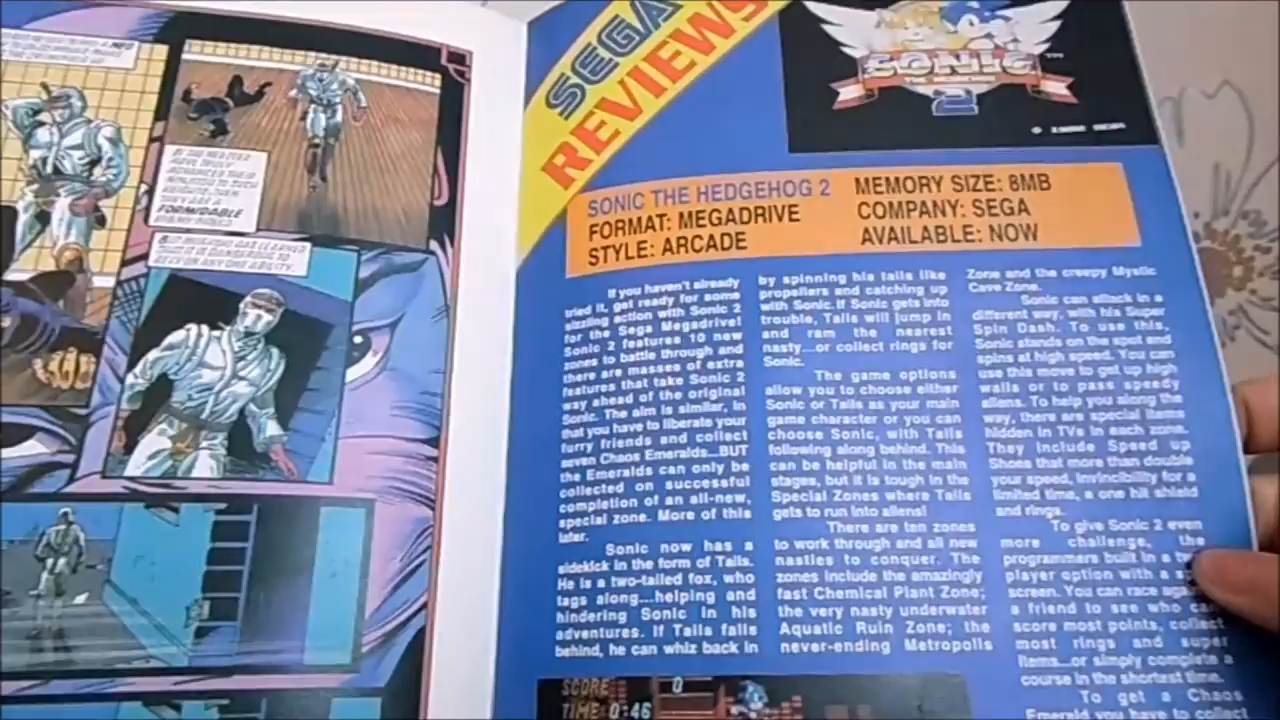 FORMIDABLE
SEGA
REVIEWS
SONIC
2
SONIC THE HEDGEHOG 2
FORMAT: MEGADRIVE
STYLE: ARCADE
MEMORY SIZE: 8MB
COMPANY: SEGA
AVAILABLE: NOW
If you haven't already
tried it, get ready for some
sizzling action with Sonic 2
for the Sega Megadrive!
Sonic 2 features 10 new
zones to battle through and
there are masses of extra
features that take Sonic 2
way ahead of the original
Sonic. The aim is similar, in
that you have to liberate your
furry friends and collect
seven Chaos Emeralds...BUT
the Emeralds can only be
collected on successful
completion of an all-new,
special zone. More of this
later.
Sonic now has a
sidekick in the form of Tails.
He is a two-tailed fox, who
tags along...helping and
hindering Sonic in his
adventures. If Tails falls
behind, he can whiz back in
by spinning his tails like
propellers and catching up
with Sonic. If Sonic gets into
trouble, Tails will jump in
and ram the nearest
nasty...or collect rings for
Sonic.
The game options
allow you to choose either
Sonic or Tails as your main
game character or you can
choose Sonic, with Tails
following along behind. This
can be helpful in the main
stages, but it is tough in the
Special Zones where Tails
gets to run into aliens!
There are ten zones
to work through and all new
nasties to conquer. The
zones include the amazingly
fast Chemical Plant Zone;
the very nasty underwater
Aquatic Ruin Zone; the
never-ending Metropolis
Zone and the creepy Mystic
Cave Zone.
Sonic can attack in a
different way, with his Super
Spin Dash. To use this,
Sonic stands on the spot and
spins at high speed. You can
use this move to get up high
walls or to pass speedy
aliens. To help you along the
way, there are special items
hidden in TVs in each zone.
They include Speed up
Shoes that more than double
your speed, invincibility for a
limited time, a one hit shield
and rings.
To give Sonic 2 even
more challenge, the
programmers built in a two
player option with a
screen. You can race
a friend to see who can
score most points, collect
most rings and super
items...or simply complete a
course in the shortest time.
To get a Chaos
Emerald you have to collect
SCORE 0
TIME 0:46